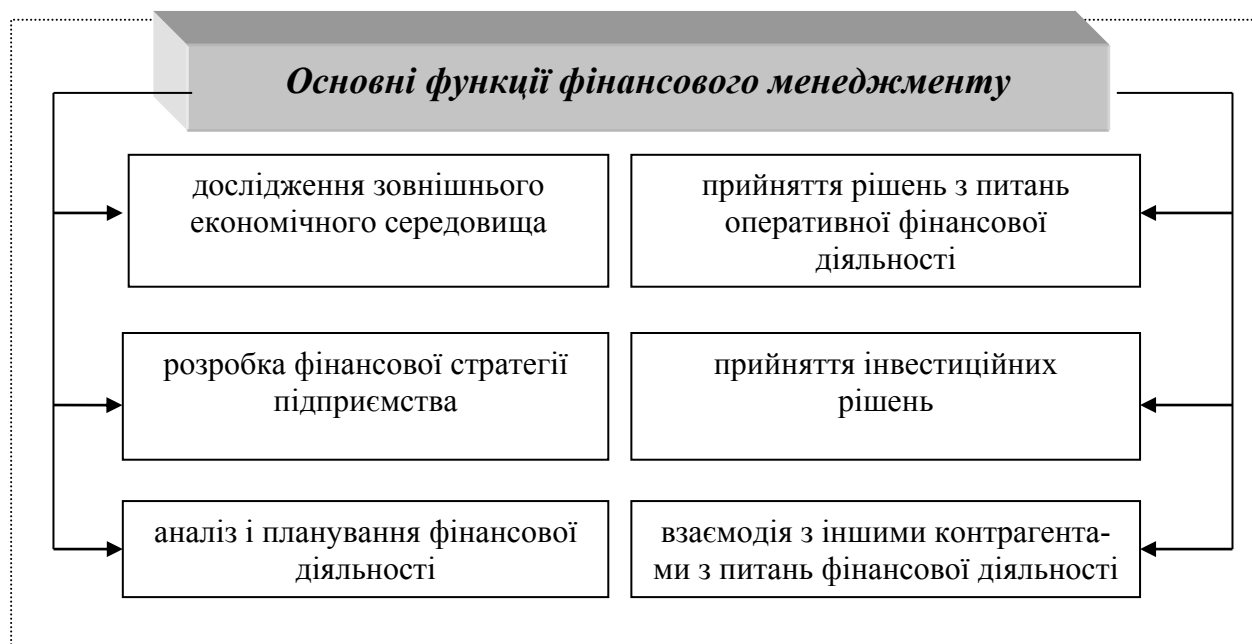 Основні функції фінансового менеджменту
дослідження зовнішнього
економічного середовища
прийняття рішень з питань
оперативної фінансової
діяльності
розробка фінансової стратегії
підприємства
прийняття інвестиційних
рішень
аналіз і планування фінансової
діяльності
взаємодія з іншими контрагента-
ми з питань фінансової діяльності